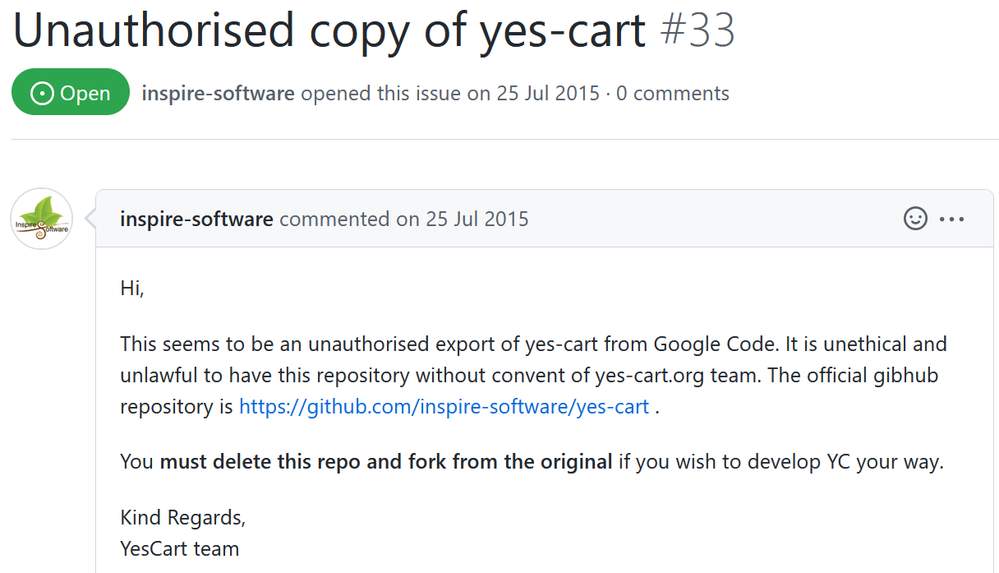 Unauthorised copy of yes-cart #33
Open inspire-software opened this issue on 25 Jul 2015 · 0 comments
Inspire Software
inspire-software commented on 25 Jul 2015
Hi,
This seems to be an unauthorised export of yes-cart from Google Code. It is unethical and
unlawful to have this repository without convent of yes-cart.org team. The official gibhub
repository is https://github.com/inspire-software/yes-cart .
You must delete this repo and fork from the original if you wish to develop YC your way.
Kind Regards,
YesCart team